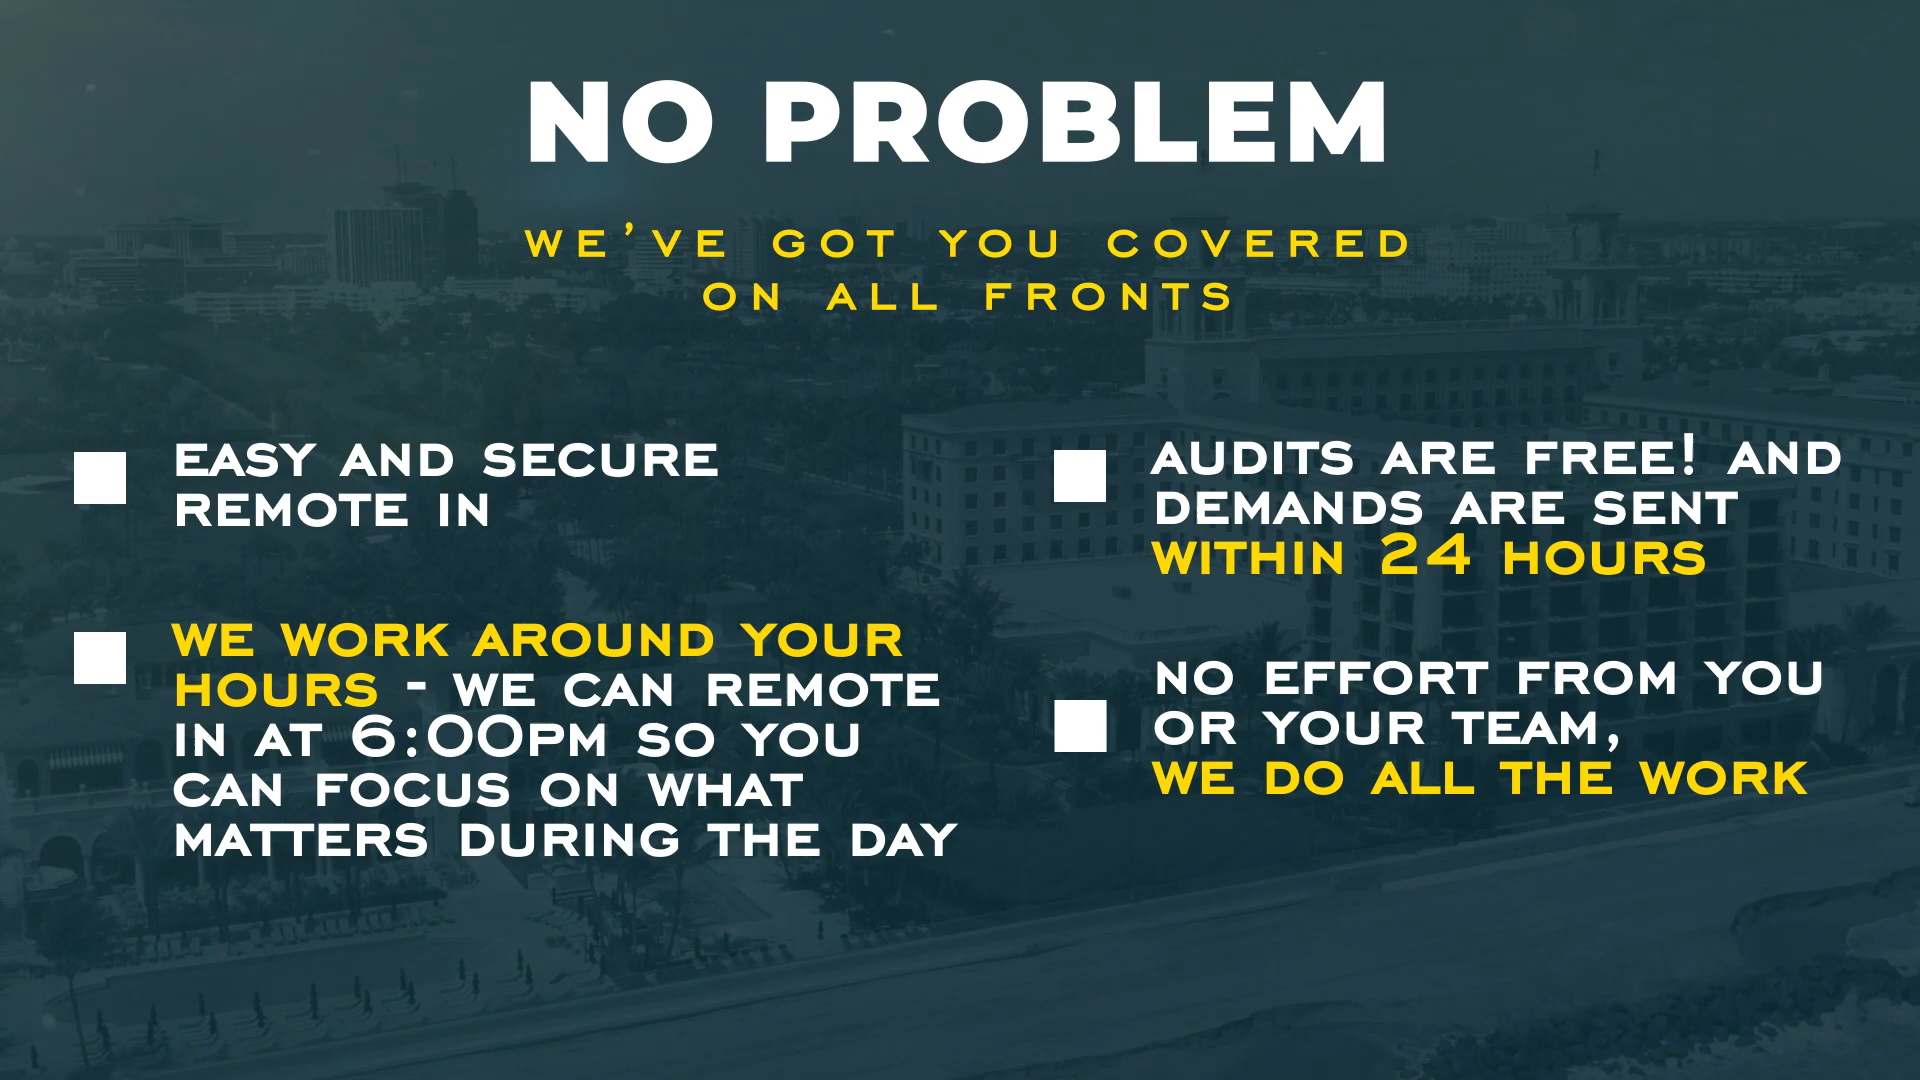 NO PROBLEM
WE'VE GOT YOU COVERED
ON ALL FRONTS
EASY AND SECURE
REMOTE IN
WE WORK AROUND YOUR
HOURS - WE CAN REMOTE
IN AT 6:00PM SO YOU
CAN FOCUS ON WHAT
MATTERS DURING THE DAY
AUDITS ARE FREE! AND
DEMANDS ARE SENT
WITHIN 24 HOURS
NO EFFORT FROM YOU
OR YOUR TEAM,
WE DO ALL THE WORK